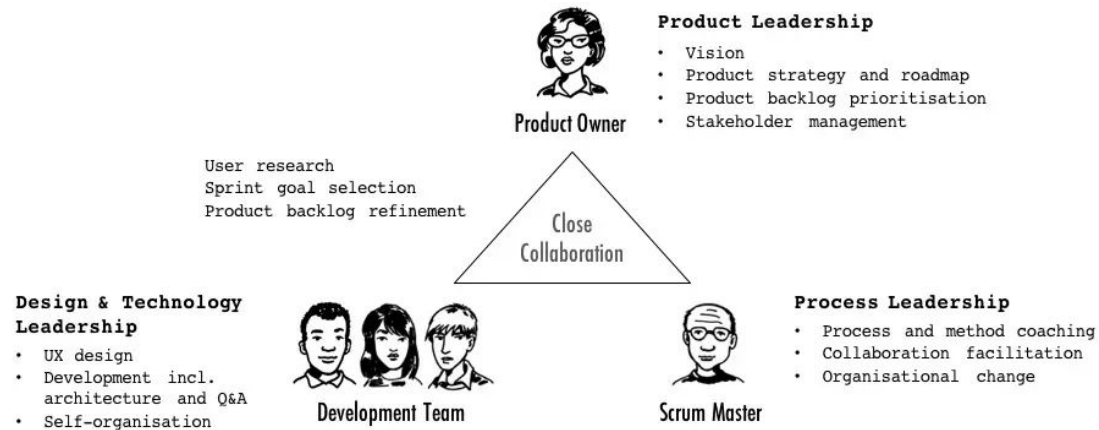 Product Leadership
• Vision
• Product strategy and roadmap
• Product backlog prioritisation
• Stakeholder management
Product Owner
User research
Sprint goal selection
Product backlog refinement
Close
Collaboration
Design & Technology
Leadership
• UX design
• Development incl.
architecture and Q&A
• Self-organisation
Development Team
Scrum Master
Process Leadership
• Process and method coaching
• Collaboration facilitation
• Organisational change